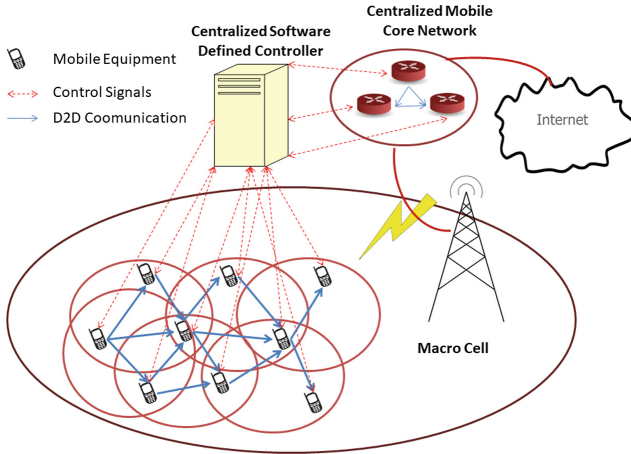 Centralized Software
Defined Controller
Centralized Mobile
Core Network
Mobile Equipment
Control Signals
D2D Coomunication
Internet
Macro Cell